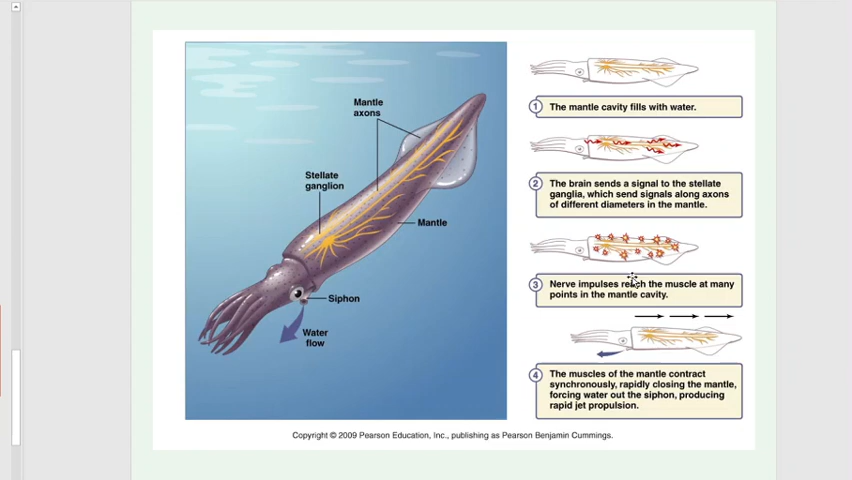 Mantle
axons
Stellate
ganglion
Mantle
Siphon
Water
flow
1 The mantle cavity fills with water.
2 The brain sends a signal to the stellate
ganglia, which send signals along axons
of different diameters in the mantle.
3 Nerve impulses reach the muscle at many
points in the mantle cavity.
4 The muscles of the mantle contract
synchronously, rapidly closing the mantle,
forcing water out the siphon, producing
rapid jet propulsion.
Copyright © 2009 Pearson Education, Inc., publishing as Pearson Benjamin Cummings.